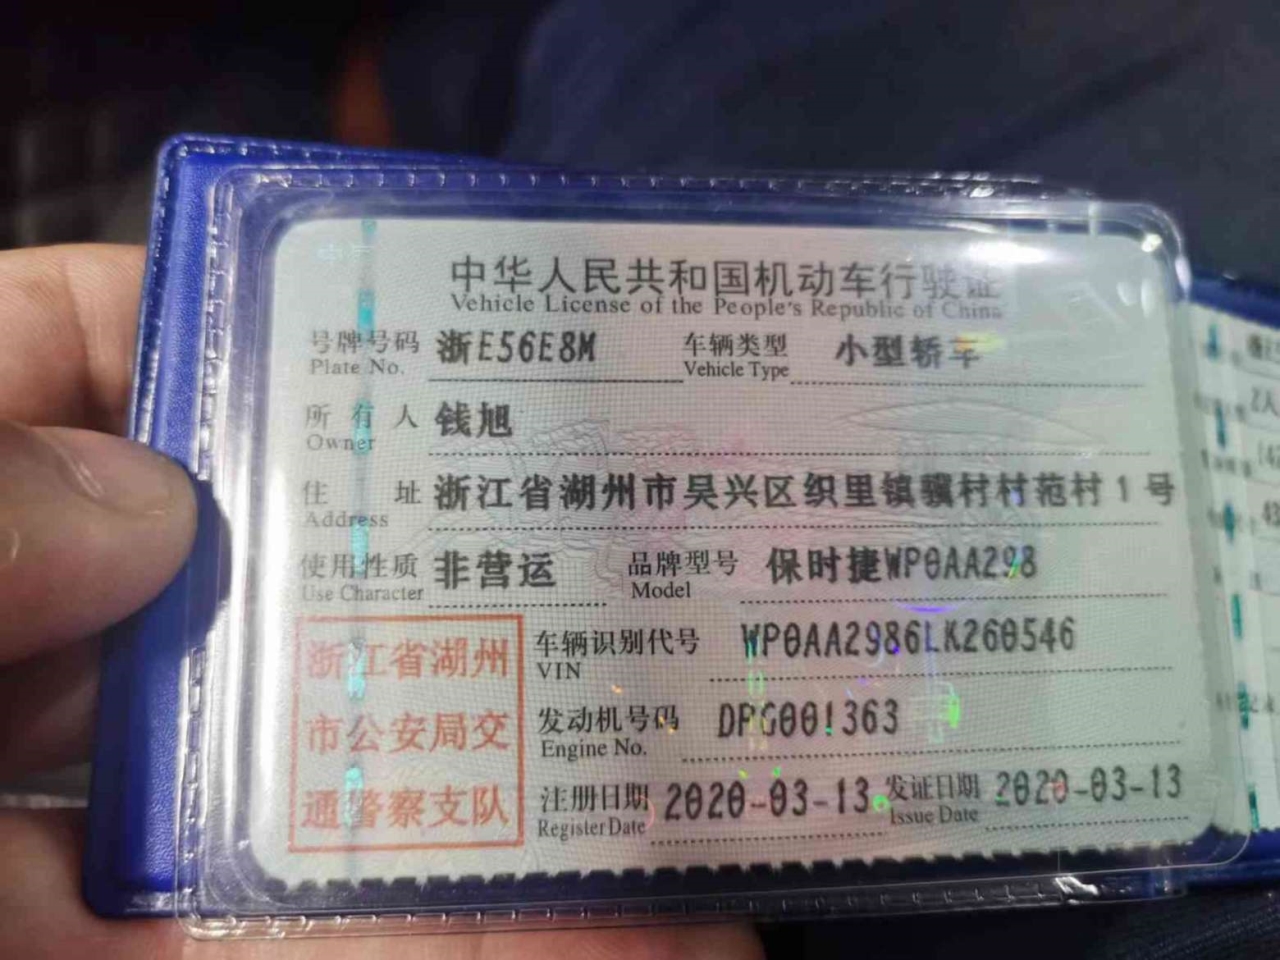 中华人民共和国机动车行驶证
Vehicle License of the People's Republic of China
号牌号码 浙E56E8M 车辆类型 小型轿车
Plate No. Vehicle Type
所有人 钱旭
Owner
住址 浙江省湖州市吴兴区织里镇骥村村范村1号
Address
使用性质 非营运 品牌型号 保时捷WP0AA298
Use Character Model
浙江省湖州
市公安局交
通警察支队
车辆识别代号 WP0AA2986LK260546
VIN
发动机号码 DPG001363
Engine No.
注册日期 2020-03-13 发证日期 2020-03-13
Register Date Issue Date
2人